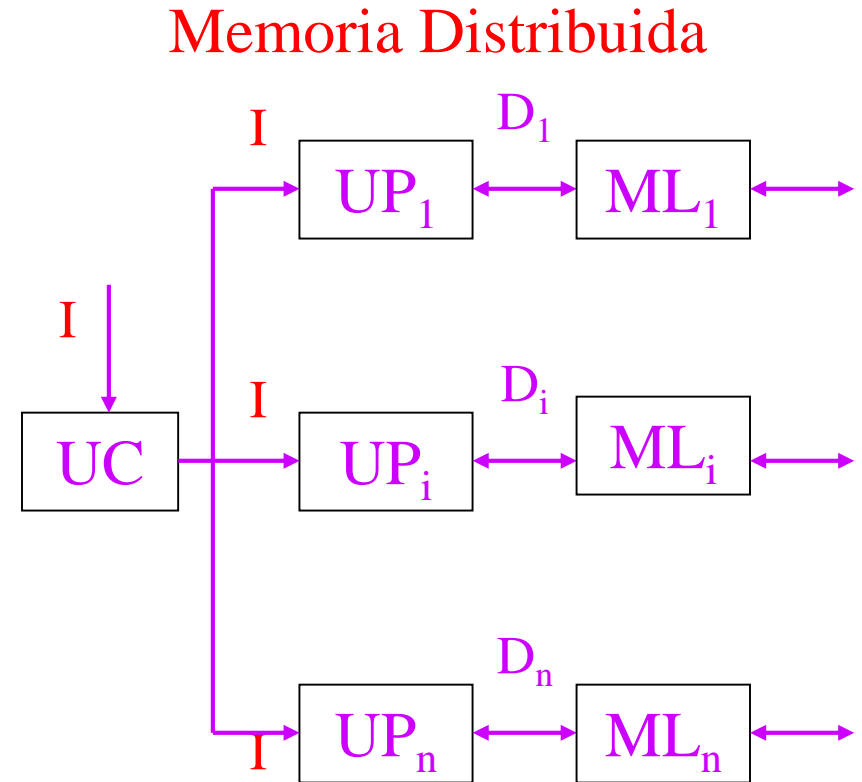 Memoria Distribuida
I D₁
UP₁ ML₁
I
I Dᵢ
UC UPᵢ MLᵢ
Dₙ
I UPₙ MLₙ